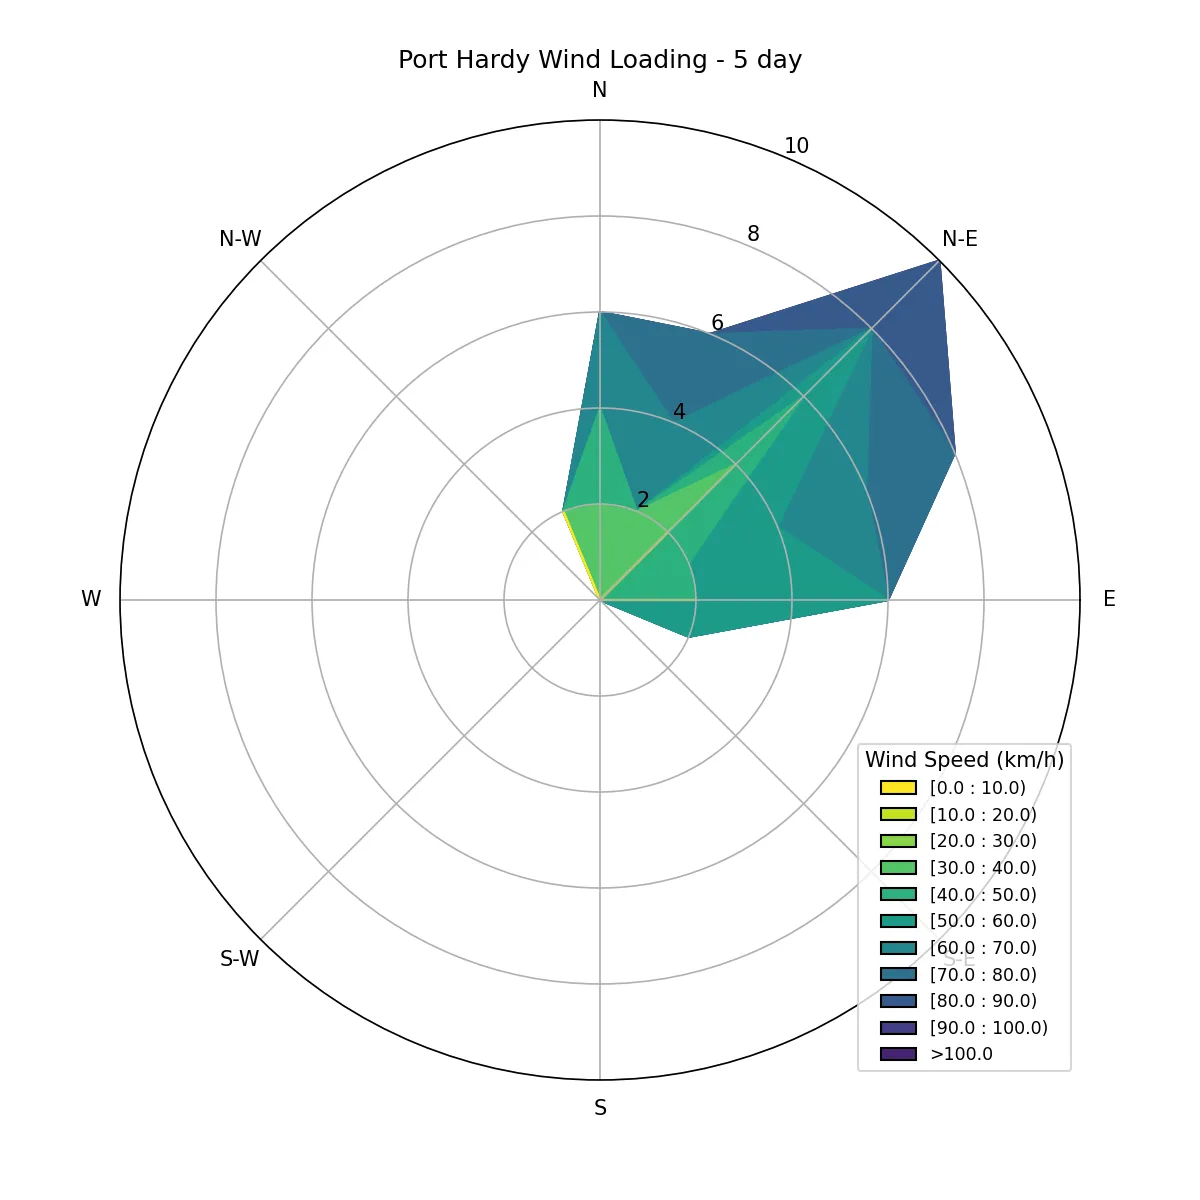 Port Hardy Wind Loading - 5 day
N
10
8
N-W
N-E
6
4
2
W
E
Wind Speed (km/h)
[0.0 : 10.0)
[10.0 : 20.0)
[20.0 : 30.0)
[30.0 : 40.0)
[40.0 : 50.0)
[50.0 : 60.0)
[60.0 : 70.0)
S-W
S-E
[70.0 : 80.0)
[80.0 : 90.0)
[90.0 : 100.0)
>100.0
S